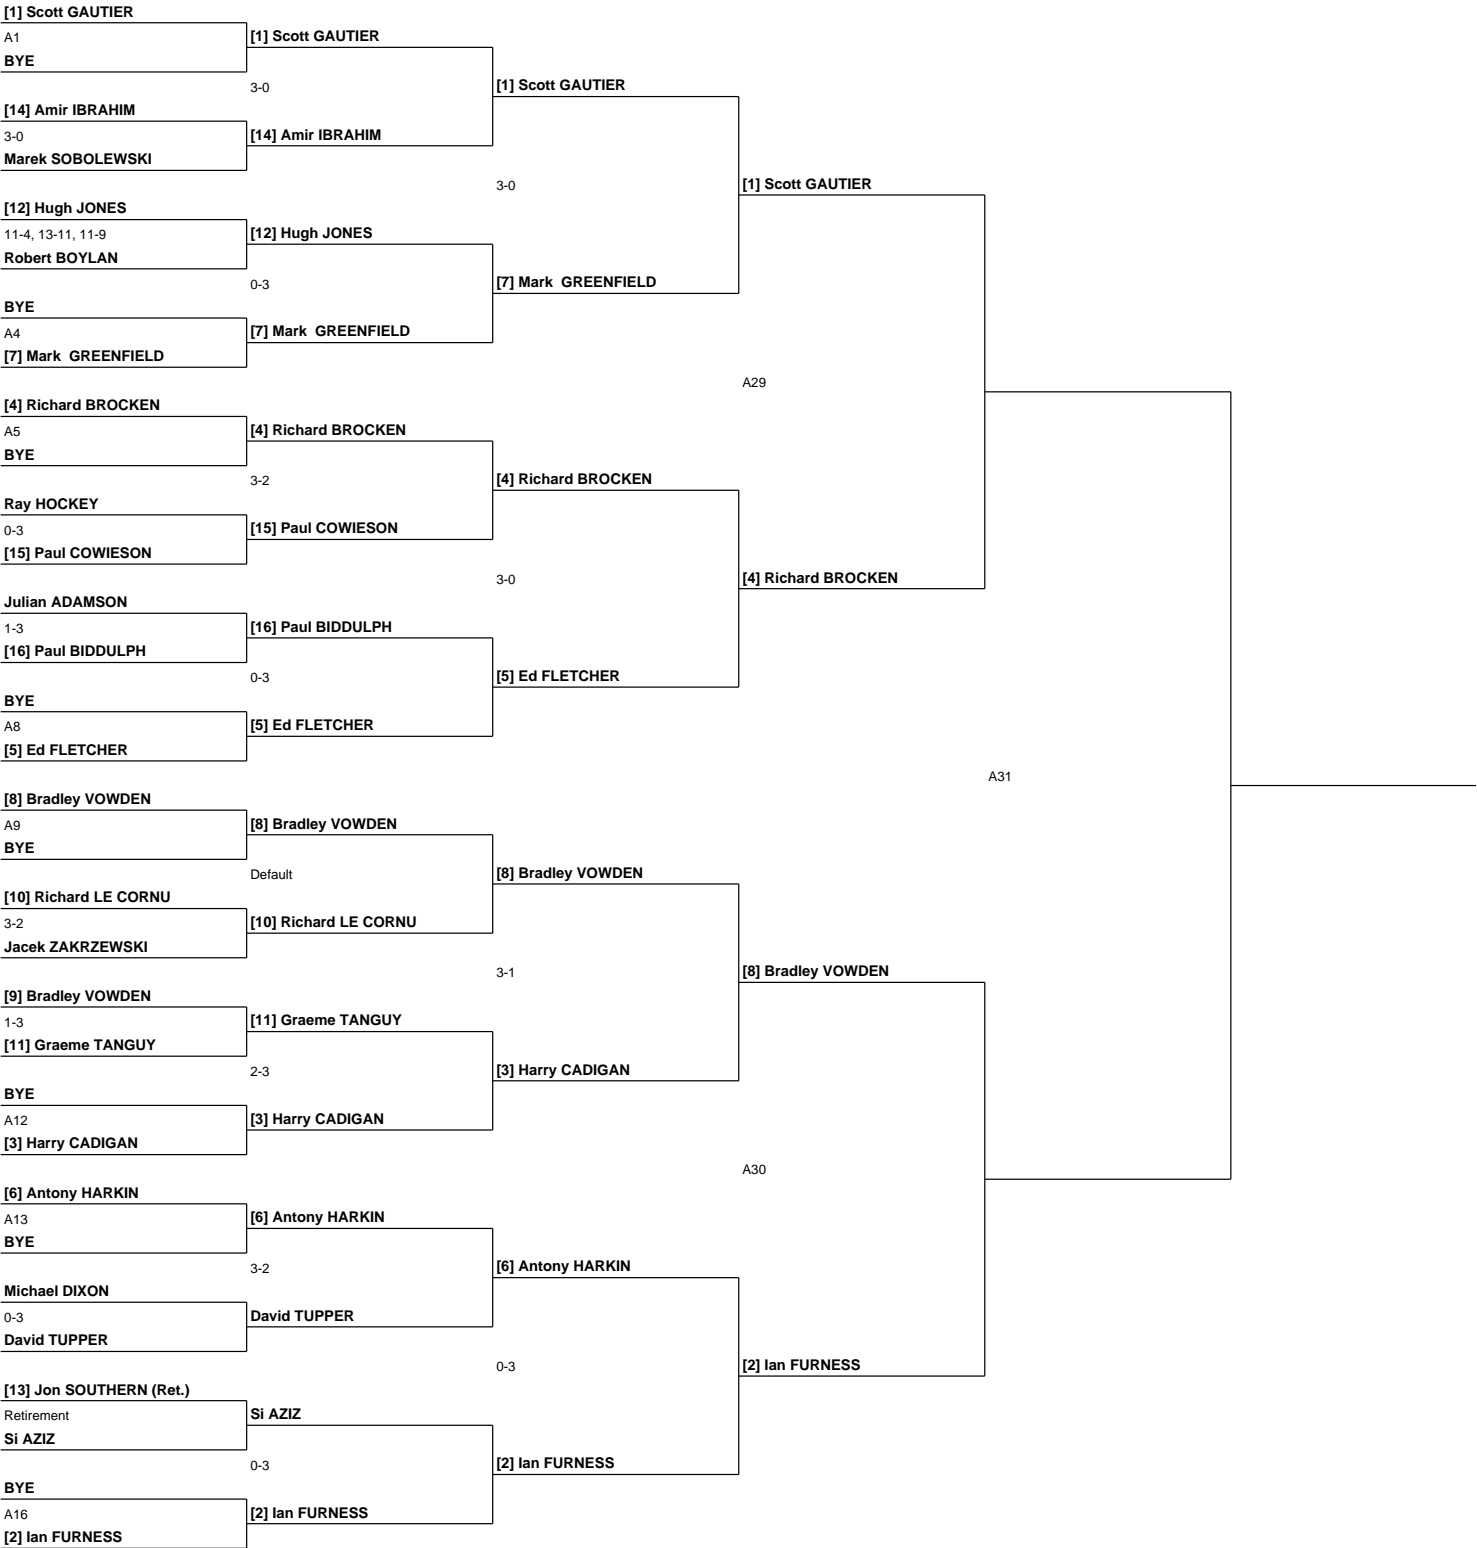 [1] Scott GAUTIER
A1
BYE
[14] Amir IBRAHIM
3-0
Marek SOBOLEWSKI
[12] Hugh JONES
11-4, 13-11, 11-9
Robert BOYLAN
BYE
A4
[7] Mark  GREENFIELD
[4] Richard BROCKEN
A5
BYE
Ray HOCKEY
0-3
[15] Paul COWIESON
Julian ADAMSON
1-3
[16] Paul BIDDULPH
BYE
A8
[5] Ed FLETCHER
[8] Bradley VOWDEN
A9
BYE
[10] Richard LE CORNU
3-2
Jacek ZAKRZEWSKI
[9] Bradley VOWDEN
1-3
[11] Graeme TANGUY
BYE
A12
[3] Harry CADIGAN
[6] Antony HARKIN
A13
BYE
Michael DIXON
0-3
David TUPPER
[13] Jon SOUTHERN (Ret.)
Retirement
Si AZIZ
BYE
A16
[2] Ian FURNESS
[1] Scott GAUTIER
3-0
[14] Amir IBRAHIM
[12] Hugh JONES
0-3
[7] Mark  GREENFIELD
[4] Richard BROCKEN
3-2
[15] Paul COWIESON
[16] Paul BIDDULPH
0-3
[5] Ed FLETCHER
[8] Bradley VOWDEN
Default
[10] Richard LE CORNU
[11] Graeme TANGUY
2-3
[3] Harry CADIGAN
[6] Antony HARKIN
3-2
David TUPPER
Si AZIZ
0-3
[2] Ian FURNESS
[1] Scott GAUTIER
3-0
[7] Mark  GREENFIELD
[4] Richard BROCKEN
3-0
[5] Ed FLETCHER
[8] Bradley VOWDEN
3-1
[3] Harry CADIGAN
[6] Antony HARKIN
0-3
[2] Ian FURNESS
[1] Scott GAUTIER
A29
[4] Richard BROCKEN
[8] Bradley VOWDEN
A30
[2] Ian FURNESS
A31